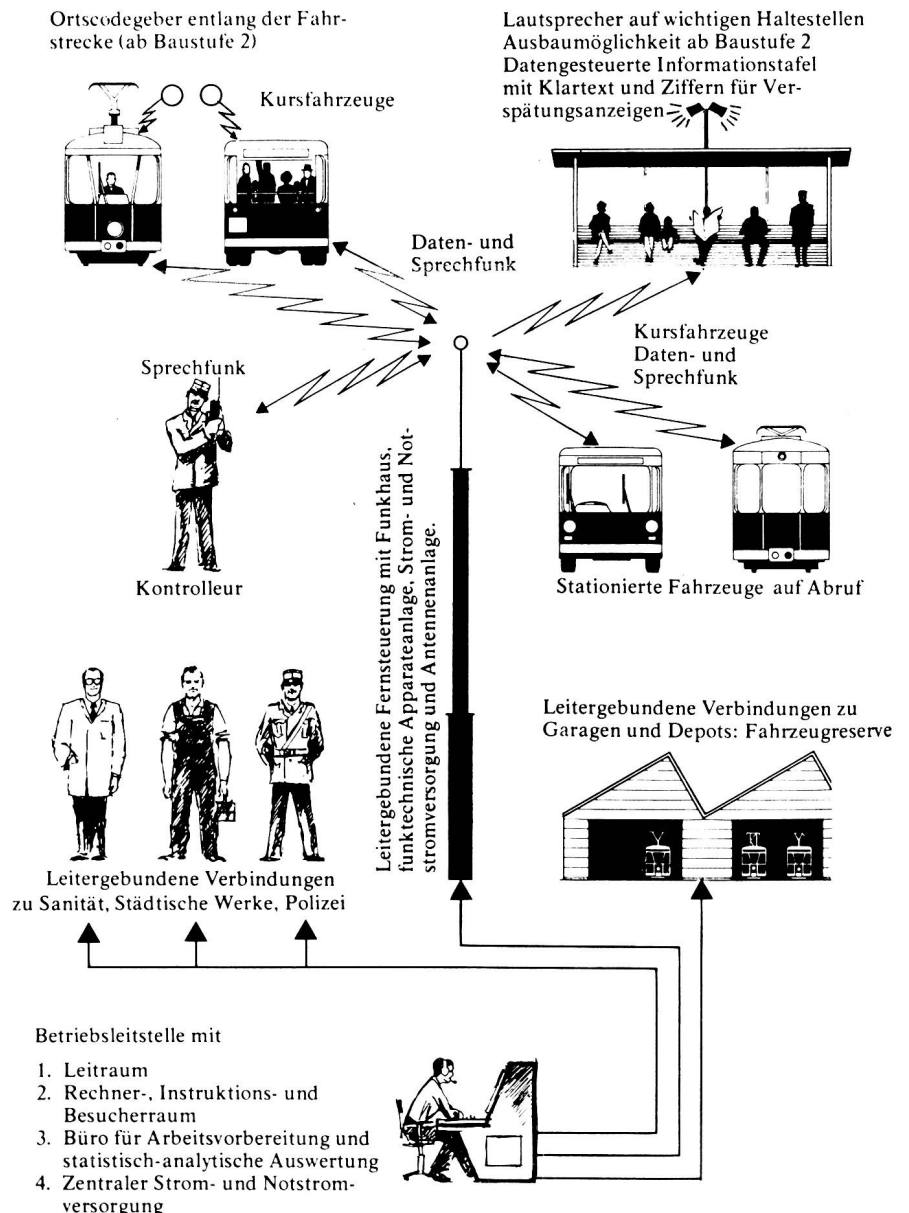 Ortscodegeber entlang der Fahr-
strecke (ab Baustufe 2)
Kursfahrzeuge
Lautsprecher auf wichtigen Haltestellen
Ausbaumöglichkeit ab Baustufe 2
Datengesteuerte Informationstafel
mit Klartext und Ziffern für Ver-
spätungsanzeigen
Daten- und
Sprechfunk
Sprechfunk
Kontrolleur
Kursfahrzeuge
Daten- und
Sprechfunk
Stationierte Fahrzeuge auf Abruf
Leitergebundene Fernsteuerung mit Funkhaus,
funktechnische Apparateanlage, Strom- und Not-
stromversorgung und Antennenanlage.
Leitergebundene Verbindungen
zu Sanität, Städtische Werke, Polizei
Leitergebundene Verbindungen zu
Garagen und Depots: Fahrzeugreserve
Betriebsleitstelle mit
1. Leitraum
2. Rechner-, Instruktions- und
Besucherraum
3. Büro für Arbeitsvorbereitung und
statistisch-analytische Auswertung
4. Zentraler Strom- und Notstrom-
versorgung